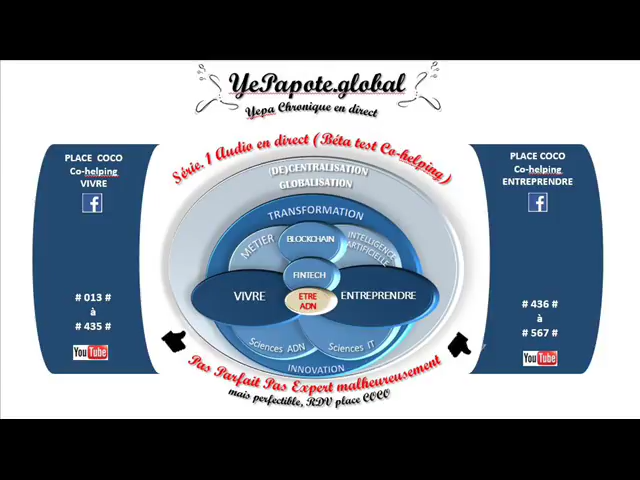 YePapote.global
Yepa Chronique en direct
Série. 1 Audio en direct (Béta test Co-helping)
PLACE COCO
Co-helping
VIVRE
# 013 #
à
# 435 #
YouTube
(DE)CENTRALISATION
GLOBALISATION
TRANSFORMATION
METIER
BLOCKCHAIN
INTELLIGENCE
ARTIFICIELLE
FINTECH
VIVRE
ETRE
ADN
ENTREPRENDRE
Sciences ADN
Sciences IT
INNOVATION
Pas Parfait Pas Expert malheureusement
mais perfectible, RDV place COCO
PLACE COCO
Co-helping
ENTREPRENDRE
# 436 #
à
# 567 #
YouTube